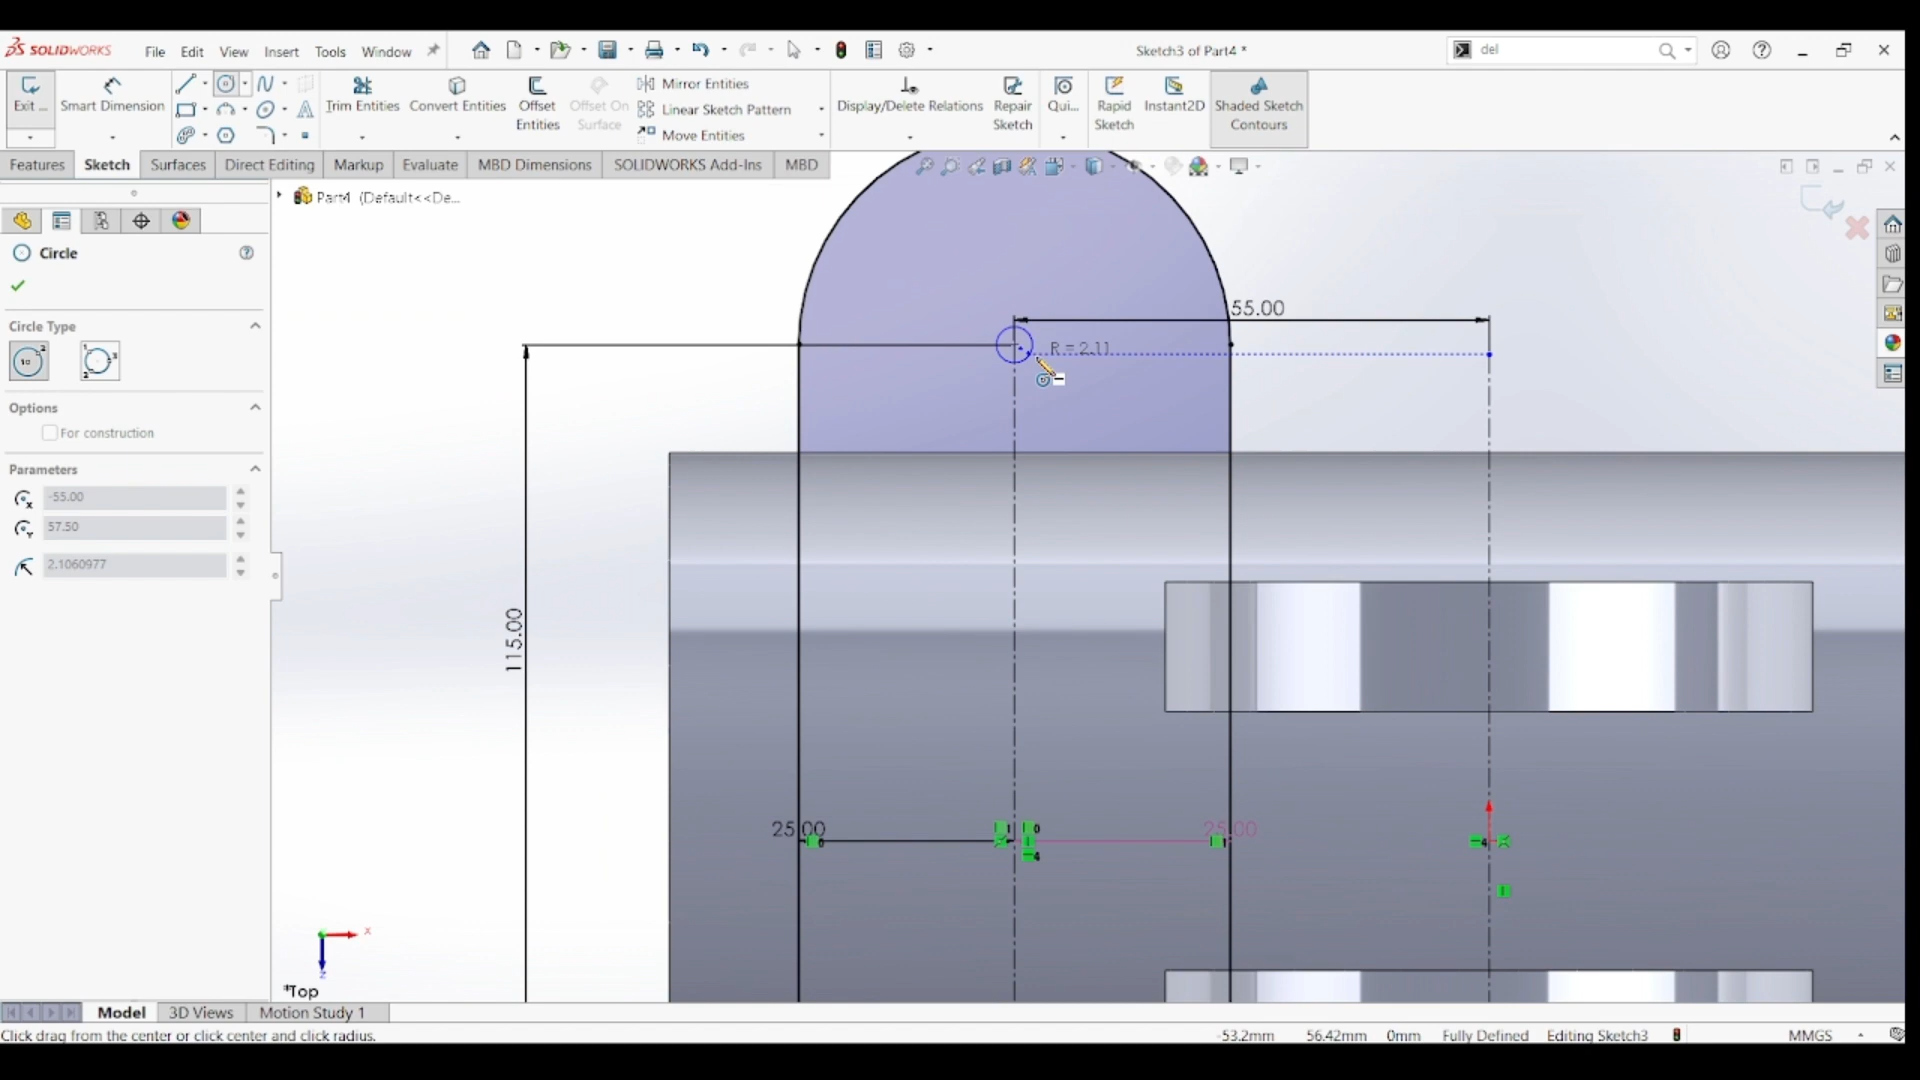 SOLIDWORKS File Edit View Insert Tools Window Sketch3 of Part4 * del
Exit ... Smart Dimension Trim Entities Convert Entities Offset Entities Offset On Surface Mirror Entities Linear Sketch Pattern Move Entities Display/Delete Relations Repair Sketch Qui... Rapid Sketch Instant2D Shaded Sketch Contours
Features Sketch Surfaces Direct Editing Markup Evaluate MBD Dimensions SOLIDWORKS Add-Ins MBD
Part4 (Default<<De...
Circle
Circle Type
Options
For construction
Parameters
-55.00
57.50
2.1060977
55.00
R = 2.11
115.00
25.00
25.00
x
z
*Top
Model 3D Views Motion Study 1
Click drag from the center or click center and click radius. -53.2mm 56.42mm 0mm Fully Defined Editing Sketch3 MMGS